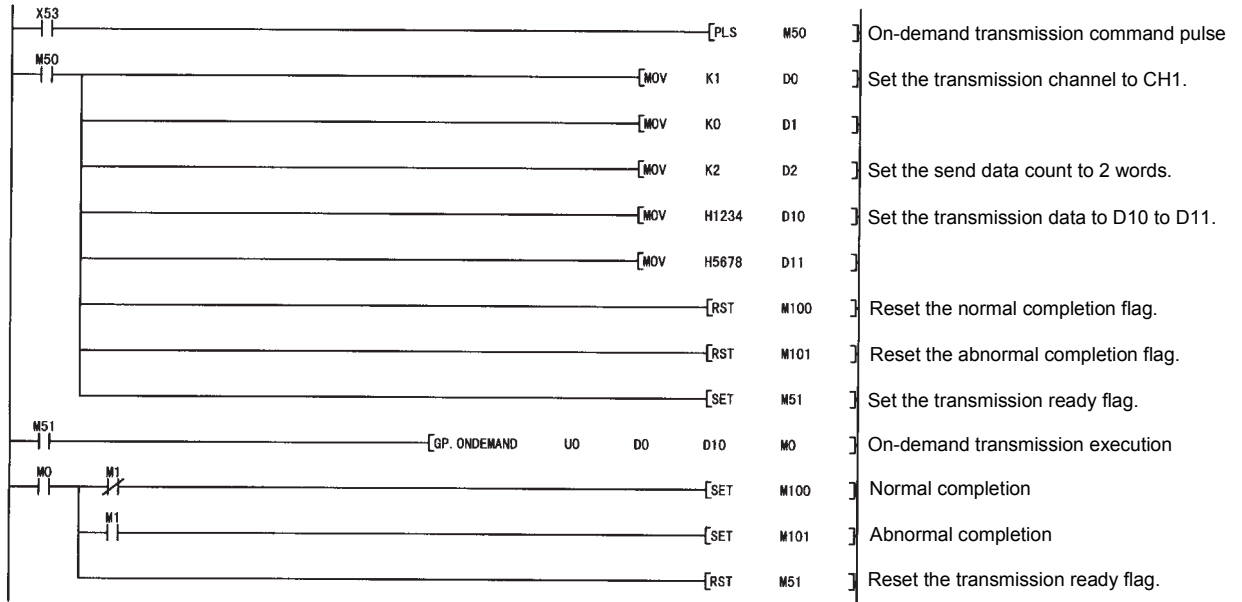 X53
PLS M50 On-demand transmission command pulse
M50
MOV K1 D0 Set the transmission channel to CH1.
MOV K0 D1
MOV K2 D2 Set the send data count to 2 words.
MOV H1234 D10 Set the transmission data to D10 to D11.
MOV H5678 D11
RST M100 Reset the normal completion flag.
RST M101 Reset the abnormal completion flag.
SET M51 Set the transmission ready flag.
M51
GP.ONDEMAND U0 D0 D10 M0 On-demand transmission execution
M0 M1
SET M100 Normal completion
M1
SET M101 Abnormal completion
RST M51 Reset the transmission ready flag.